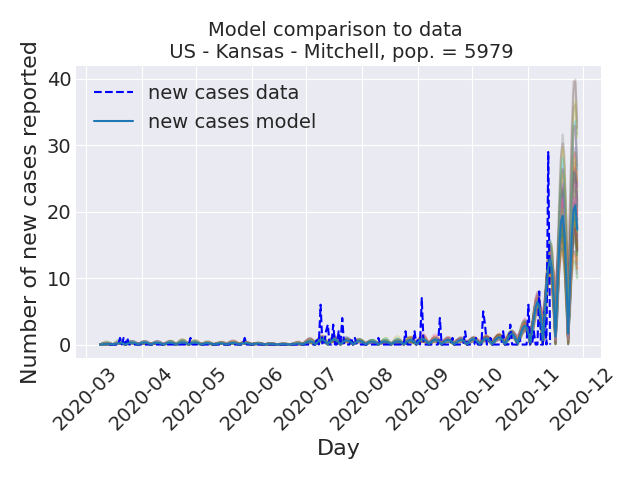 Model comparison to data
US - Kansas - Mitchell, pop. = 5979
Number of new cases reported
40
30
20
10
0
new cases data
new cases model
2020-03
2020-04
2020-05
2020-06
2020-07
2020-08
2020-09
2020-10
2020-11
2020-12
Day